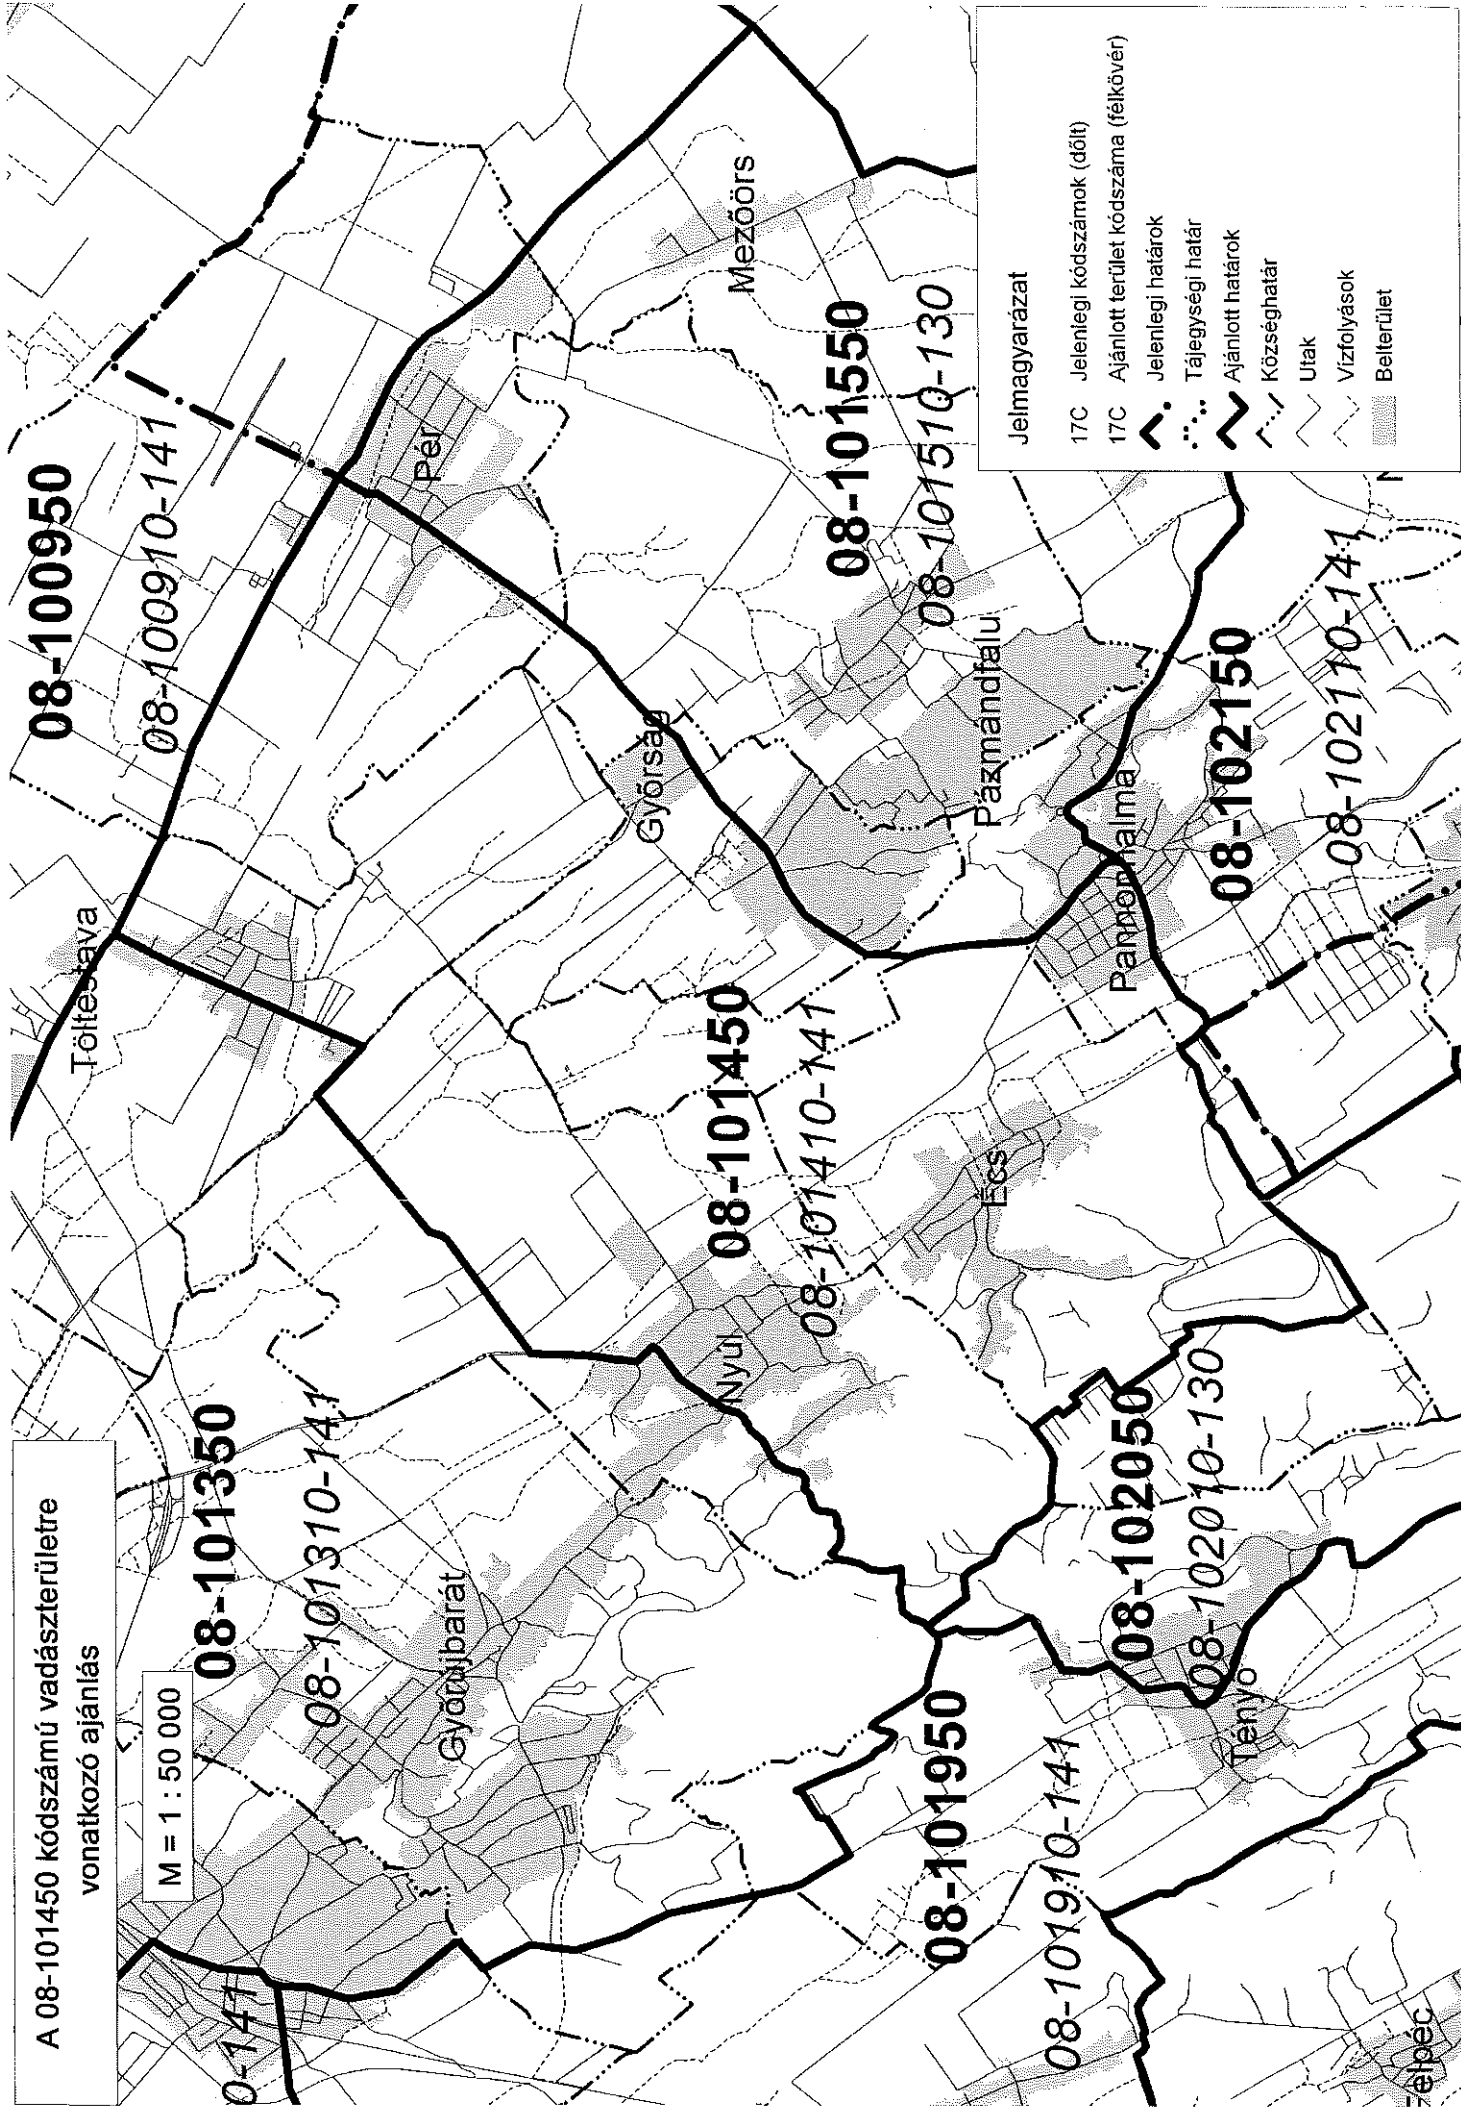 A 08-101450 kódszámú vadászterületre
vonatkozó ajánlás
M = 1 : 50 000
0-141
08-101350
08-101310-141
Győrújbarát
Töltéstava
08-100950
08-100910-141
Pér
Győrság
Mezőörs
08-101550
08-101510-130
Pázmándfalu
08-101450
08-101410-141
Nyúl
Écs
Pannonhalma
08-102150
08-102110-141
08-102050
08-102010-130
Tényő
08-101950
08-101910-141
Felpéc
Jelmagyarázat
17C Jelenlegi kódszámok (dőlt)
17C Ajánlott terület kódszáma (félkövér)
Jelenlegi határok
Tájegységi határ
Ajánlott határok
Községhatár
Utak
Vízfolyások
Belterület